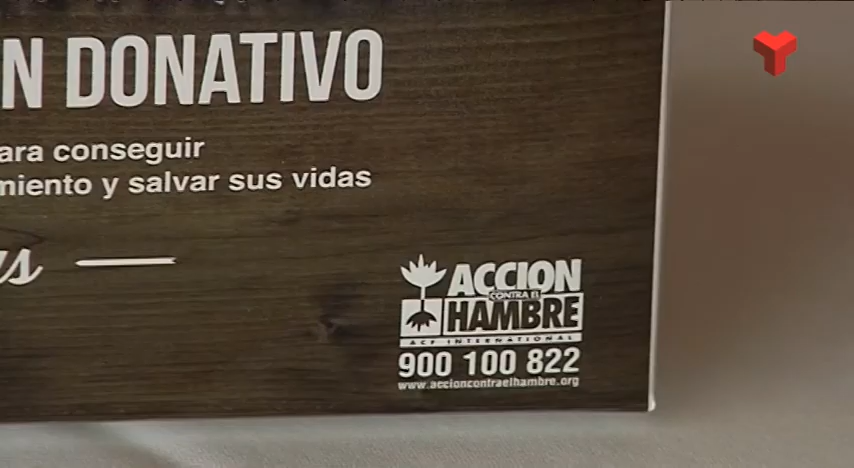 N DONATIVO
ara conseguir
miento y salvar sus vidas
ACCION
CONTRA EL
HAMBRE
ACF INTERNATIONAL
900 100 822
www.accioncontraelhambre.org